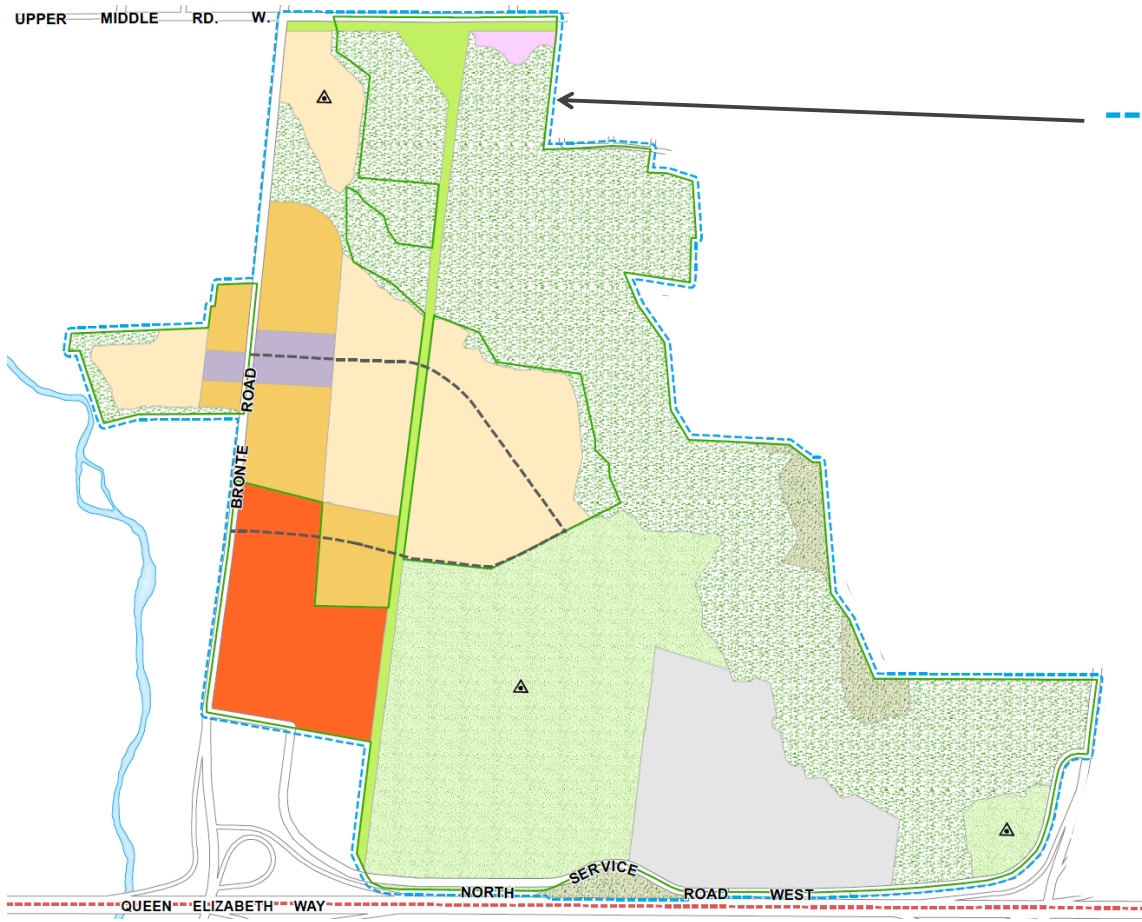 UPPER MIDDLE RD. W.
BRONTE ROAD
NORTH SERVICE ROAD WEST
QUEEN ELIZABETH WAY